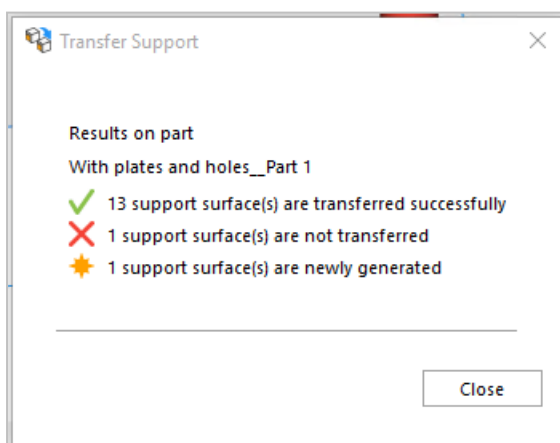 Transfer Support
Results on part
With plates and holes__Part 1
13 support surface(s) are transferred successfully
1 support surface(s) are not transferred
1 support surface(s) are newly generated
Close